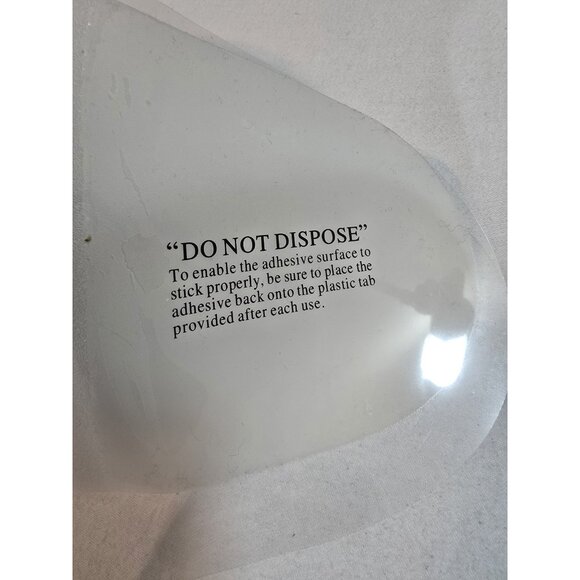 “DO NOT DISPOSE”
To enable the adhesive surface to
stick properly, be sure to place the
adhesive back onto the plastic tab
provided after each use.